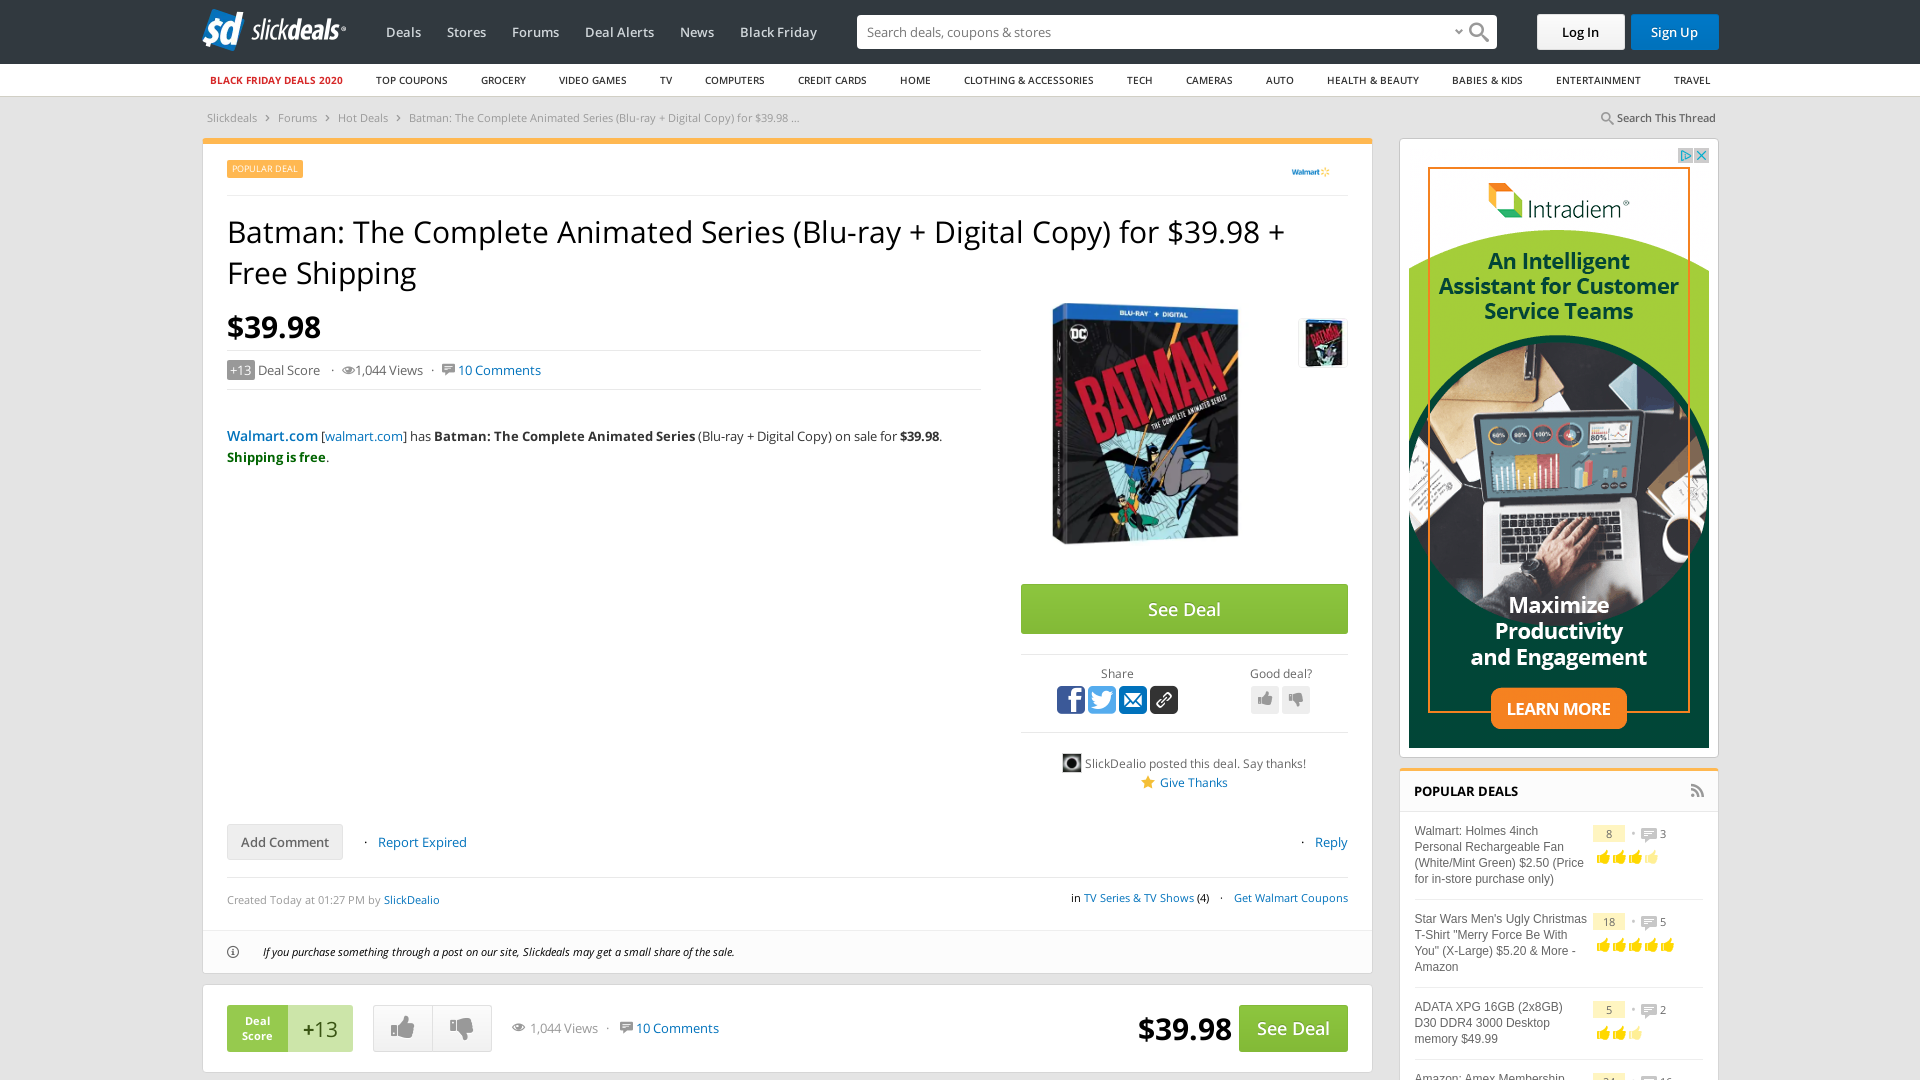 sd slickdeals
Deals Stores Forums Deal Alerts News Black Friday
Search deals, coupons & stores
Log In Sign Up
BLACK FRIDAY DEALS 2020 TOP COUPONS GROCERY VIDEO GAMES TV COMPUTERS CREDIT CARDS HOME CLOTHING & ACCESSORIES TECH CAMERAS AUTO HEALTH & BEAUTY BABIES & KIDS ENTERTAINMENT TRAVEL
Slickdeals › Forums › Hot Deals › Batman: The Complete Animated Series (Blu-ray + Digital Copy) for $39.98 ...
Search This Thread
POPULAR DEAL
Walmart
Batman: The Complete Animated Series (Blu-ray + Digital Copy) for $39.98 +
Free Shipping
$39.98
+13 Deal Score · 1,044 Views · 10 Comments
Walmart.com [walmart.com] has Batman: The Complete Animated Series (Blu-ray + Digital Copy) on sale for $39.98.
Shipping is free.
BLU-RAY + DIGITAL
DC
BATMAN
THE COMPLETE ANIMATED SERIES
See Deal
Share
Good deal?
SlickDealio posted this deal. Say thanks!
Give Thanks
Add Comment · Report Expired
· Reply
Created Today at 01:27 PM by SlickDealio
in TV Series & TV Shows (4) · Get Walmart Coupons
If you purchase something through a post on our site, Slickdeals may get a small share of the sale.
Deal
Score
+13
1,044 Views · 10 Comments
$39.98
See Deal
Intradiem®
An Intelligent
Assistant for Customer
Service Teams
60% 80% 100%
80%
Maximize
Productivity
and Engagement
LEARN MORE
POPULAR DEALS
Walmart: Holmes 4inch
Personal Rechargeable Fan
(White/Mint Green) $2.50 (Price
for in-store purchase only)
8 • 3
Star Wars Men's Ugly Christmas
T-Shirt "Merry Force Be With
You" (X-Large) $5.20 & More -
Amazon
18 • 5
ADATA XPG 16GB (2x8GB)
D30 DDR4 3000 Desktop
memory $49.99
5 • 2
Amazon: Amex Membership